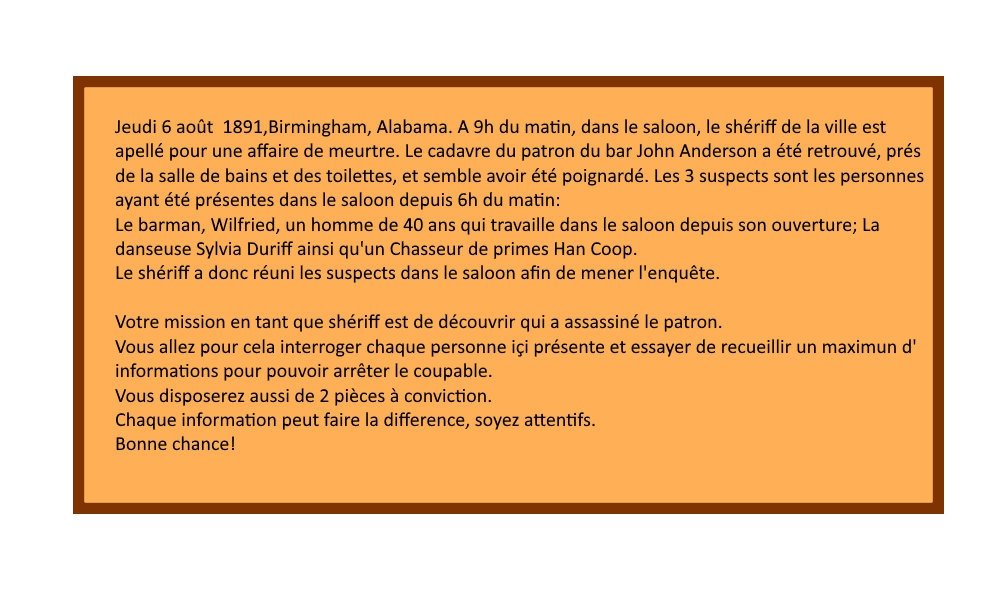 Jeudi 6 août  1891,Birmingham, Alabama. A 9h du matin, dans le saloon, le shériff de la ville est
apellé pour une affaire de meurtre. Le cadavre du patron du bar John Anderson a été retrouvé, prés
de la salle de bains et des toilettes, et semble avoir été poignardé. Les 3 suspects sont les personnes
ayant été présentes dans le saloon depuis 6h du matin:
Le barman, Wilfried, un homme de 40 ans qui travaille dans le saloon depuis son ouverture; La
danseuse Sylvia Duriff ainsi qu'un Chasseur de primes Han Coop.
Le shériff a donc réuni les suspects dans le saloon afin de mener l'enquête.

Votre mission en tant que shériff est de découvrir qui a assassiné le patron.
Vous allez pour cela interroger chaque personne içi présente et essayer de recueillir un maximun d'
informations pour pouvoir arrêter le coupable.
Vous disposerez aussi de 2 pièces à conviction.
Chaque information peut faire la difference, soyez attentifs.
Bonne chance!